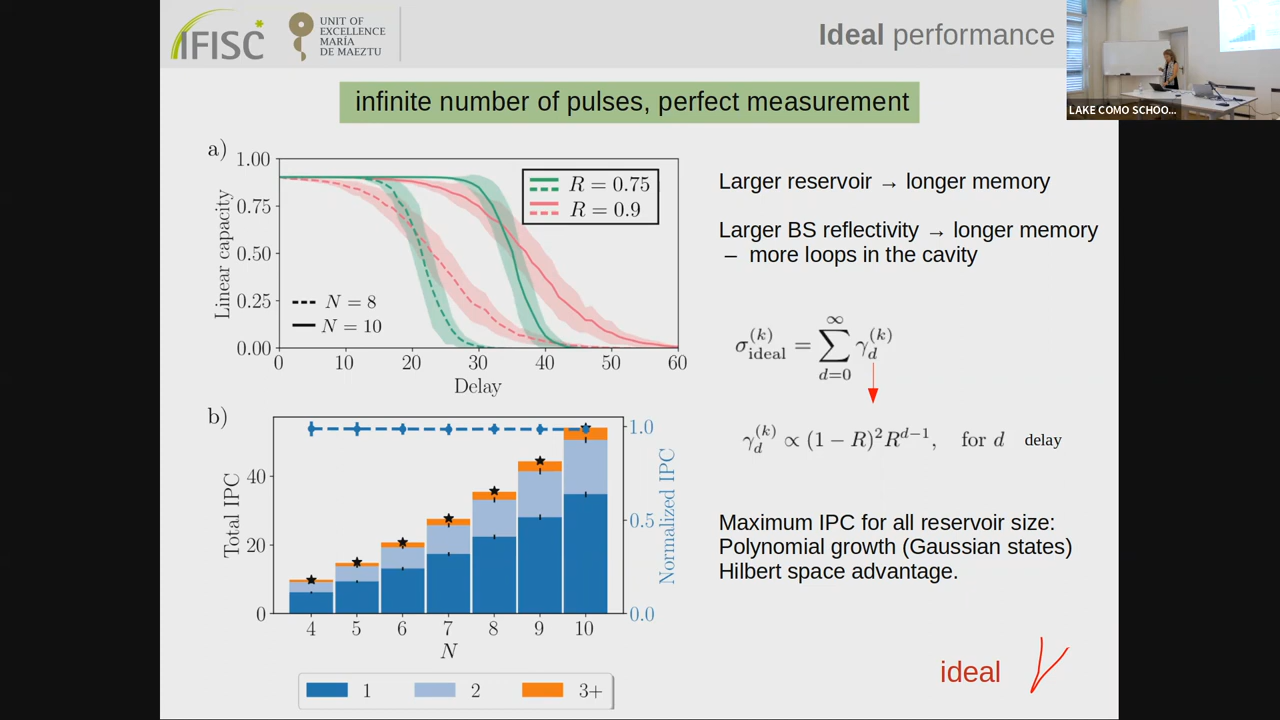 IFISC
UNIT OF
EXCELLENCE
MARÍA
DE MAEZTU
Ideal performance
LAKE COMO SCHOO...
infinite number of pulses, perfect measurement
a)
1.00
0.75
0.50
0.25
0.00
Linear capacity
R = 0.75
R = 0.9
N = 8
N = 10
0 10 20 30 40 50 60
Delay
Larger reservoir → longer memory
Larger BS reflectivity → longer memory
– more loops in the cavity
σ_ideal^(k) = ∑_{d=0}^{∞} γ_d^(k)
γ_d^(k) ∝ (1 − R)²R^{d−1}, for d delay
b)
Total IPC
40
20
0
1.0
0.5
0.0
Normalized IPC
4 5 6 7 8 9 10
N
1 2 3+
Maximum IPC for all reservoir size:
Polynomial growth (Gaussian states)
Hilbert space advantage.
ideal